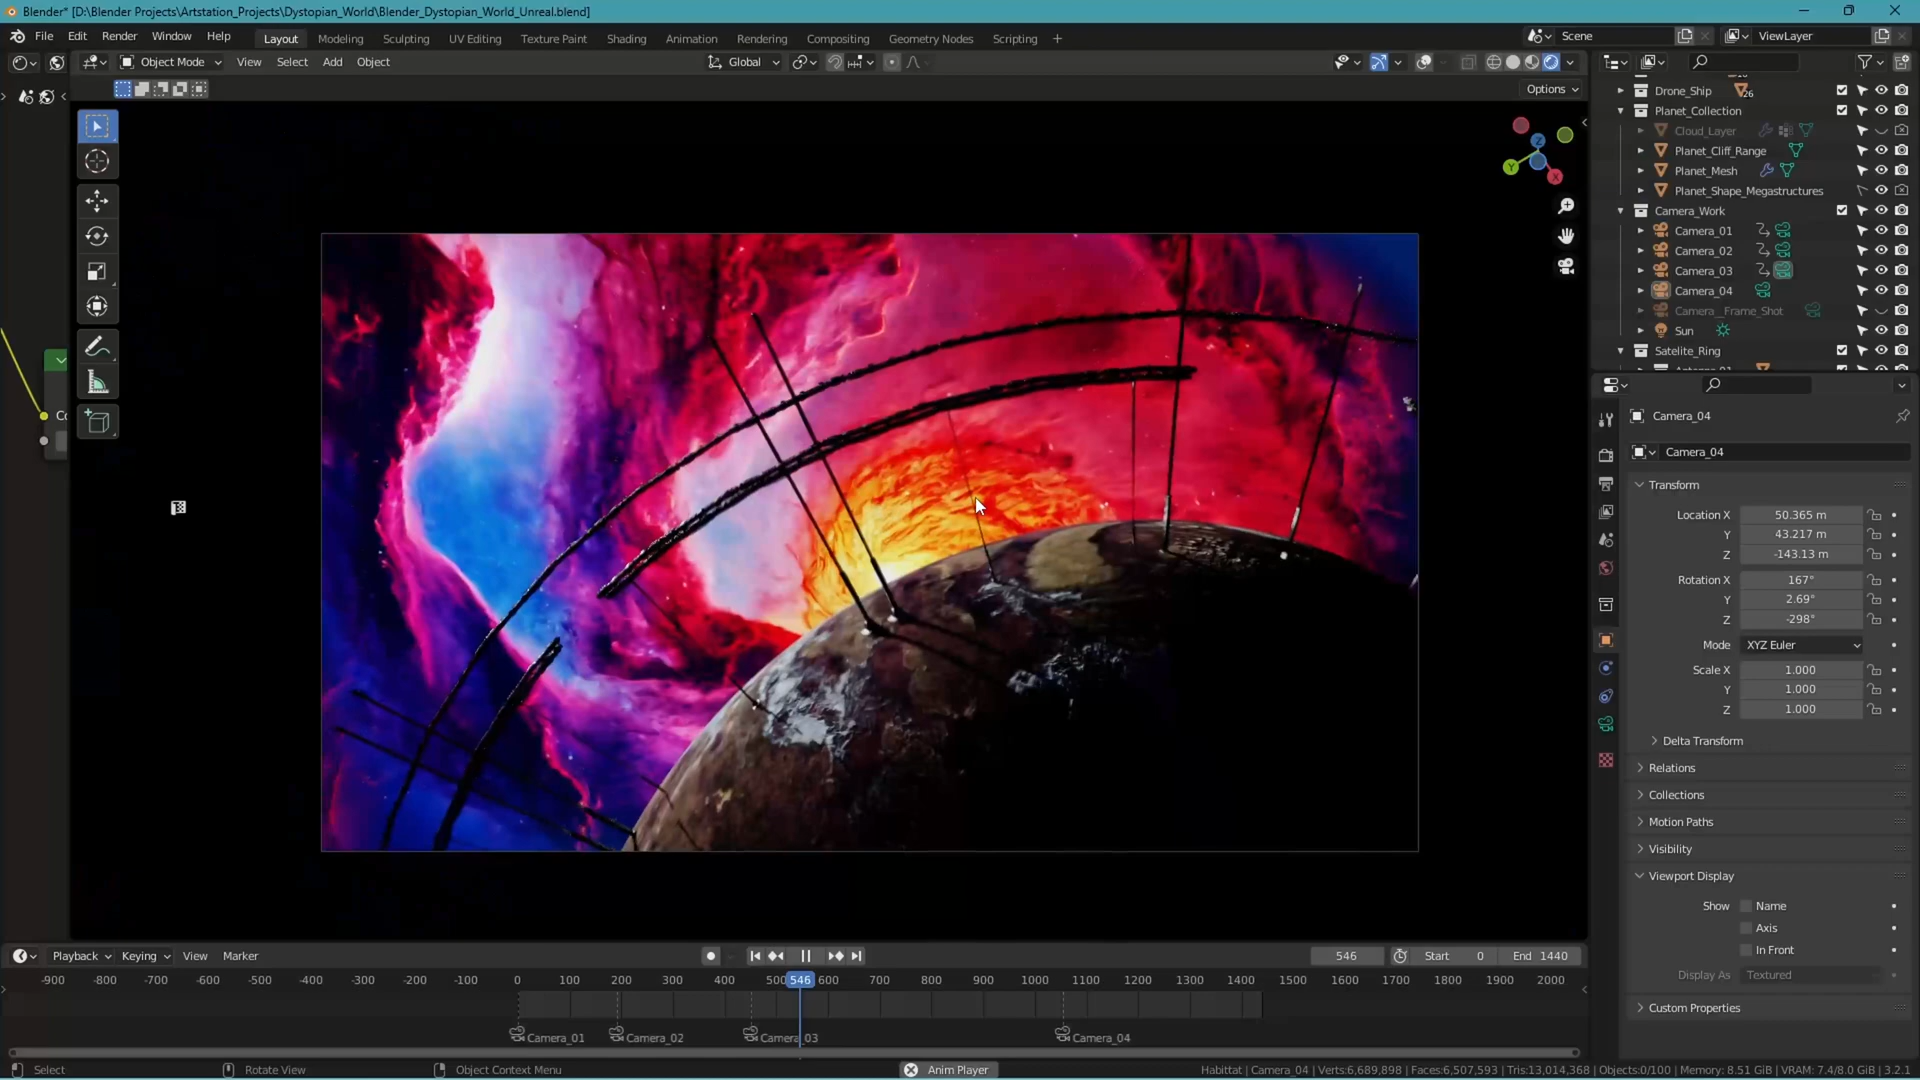 Blender* [D:\Blender Projects\Artstation_Projects\Dystopian_World\Blender_Dystopian_World_Unreal.blend]
File Edit Render Window Help Layout Modeling Sculpting UV Editing Texture Paint Shading Animation Rendering Compositing Geometry Nodes Scripting + Scene ViewLayer
Object Mode View Select Add Object Global
Options
Drone_Ship 26
Planet_Collection
Cloud_Layer
Planet_Cliff_Range
Planet_Mesh
Planet_Shape_Megastructures
Camera_Work
Camera_01
Camera_02
Camera_03
Camera_04
Camera__Frame_Shot
Sun
Satelite_Ring
Z
Y
X
Co
Camera_04
Camera_04
Transform
Location X 50.365 m
Y 43.217 m
Z -143.13 m
Rotation X 167°
Y 2.69°
Z -298°
Mode XYZ Euler
Scale X 1.000
Y 1.000
Z 1.000
Delta Transform
Relations
Collections
Motion Paths
Visibility
Viewport Display
Show Name
Axis
In Front
Display As Textured
Custom Properties
Playback Keying View Marker 546 Start 0 End 1440
-900 -800 -700 -600 -500 -400 -300 -200 -100 0 100 200 300 400 500 546 600 700 800 900 1000 1100 1200 1300 1400 1500 1600 1700 1800 1900 2000
Camera_01 Camera_02 Camera_03 Camera_04
Select Rotate View Object Context Menu Anim Player Habittat | Camera_04 | Verts:6,689,898 | Faces:6,507,593 | Tris:13,014,368 | Objects:0/100 | Memory: 8.51 GiB | VRAM: 7.4/8.0 GiB | 3.2.1